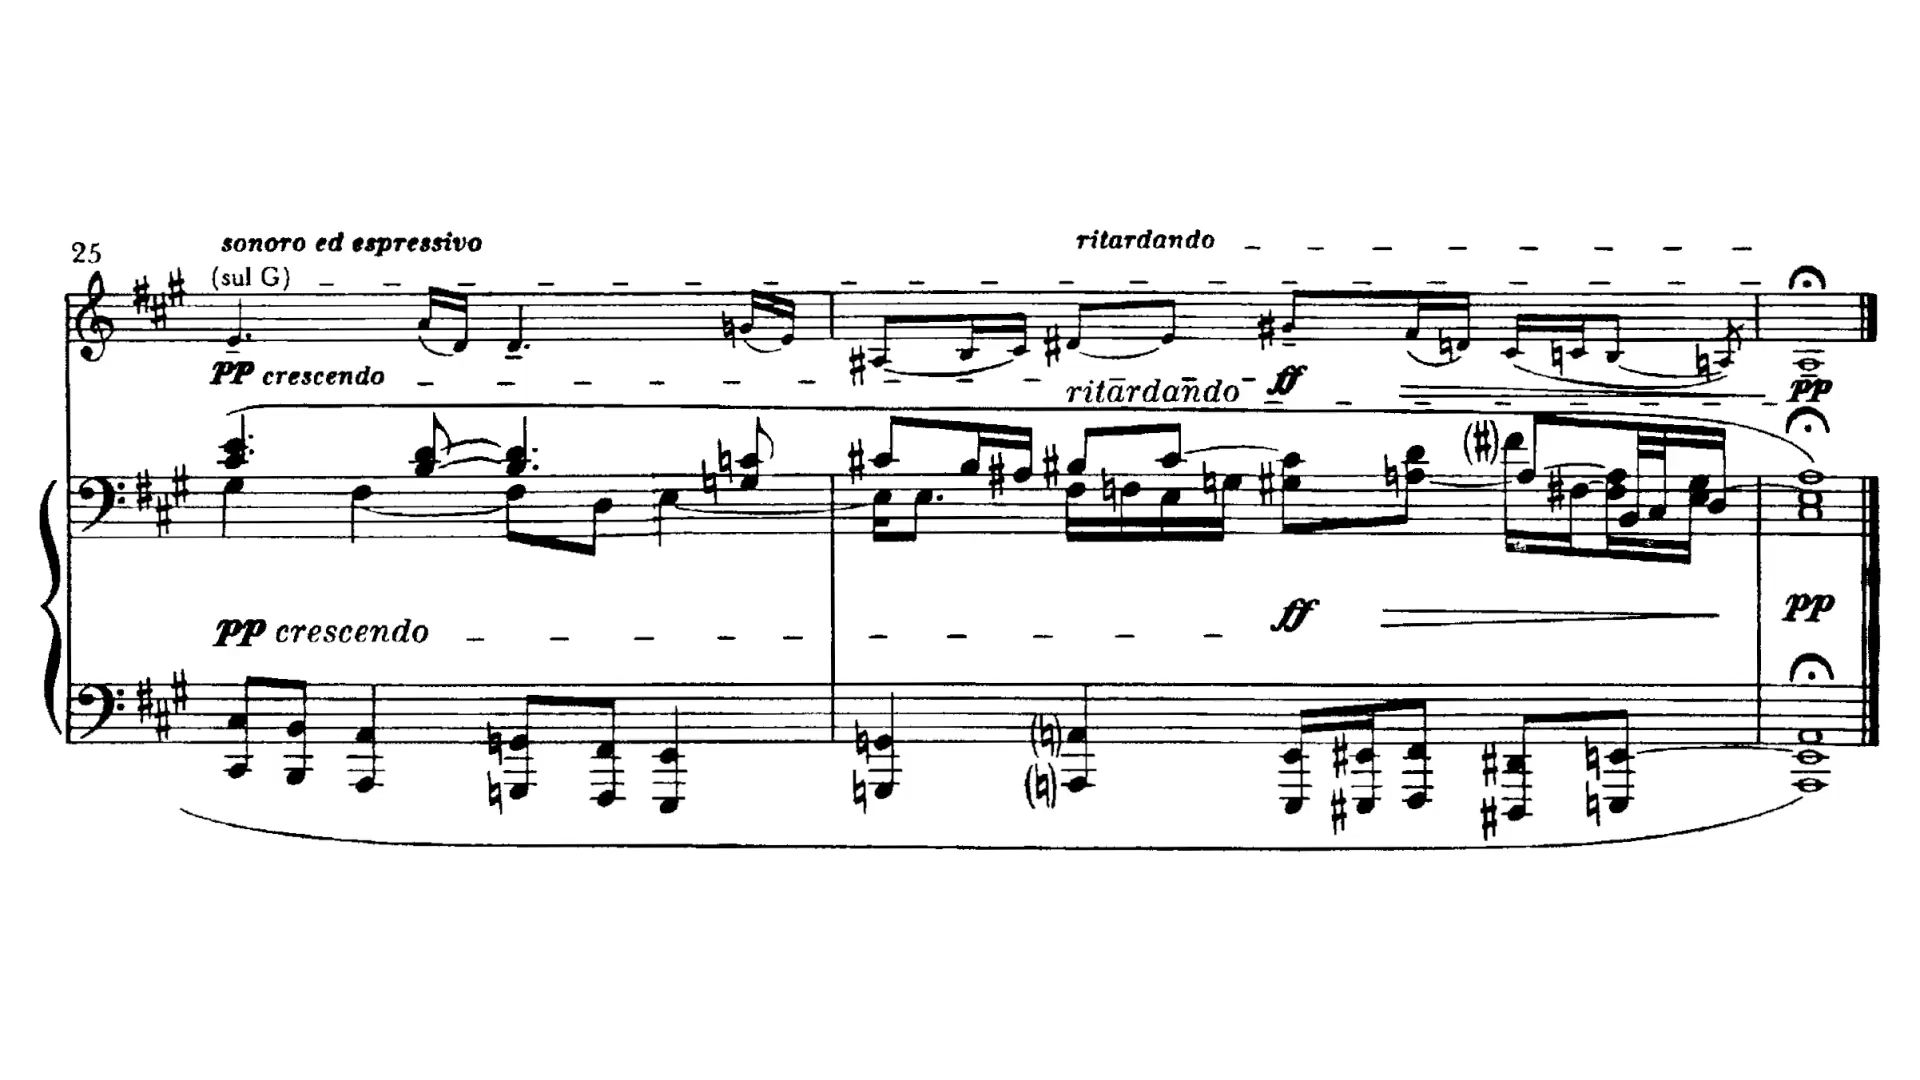 25
sonoro ed espressivo
ritardando
(sul G)
pp crescendo
ff
pp
ritardando
pp crescendo
ff
pp